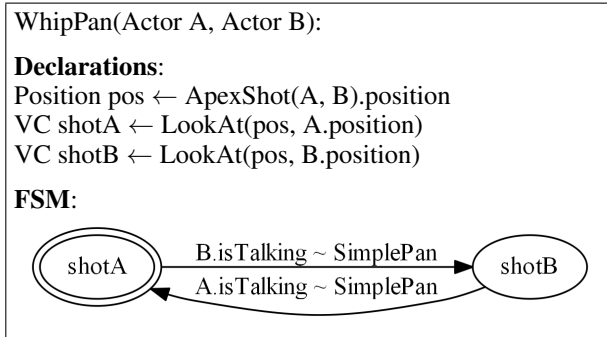 WhipPan(Actor A, Actor B):
Declarations:
Position pos ← ApexShot(A, B).position
VC shotA ← LookAt(pos, A.position)
VC shotB ← LookAt(pos, B.position)
FSM:
shotA
B.isTalking ~ SimplePan
A.isTalking ~ SimplePan
shotB